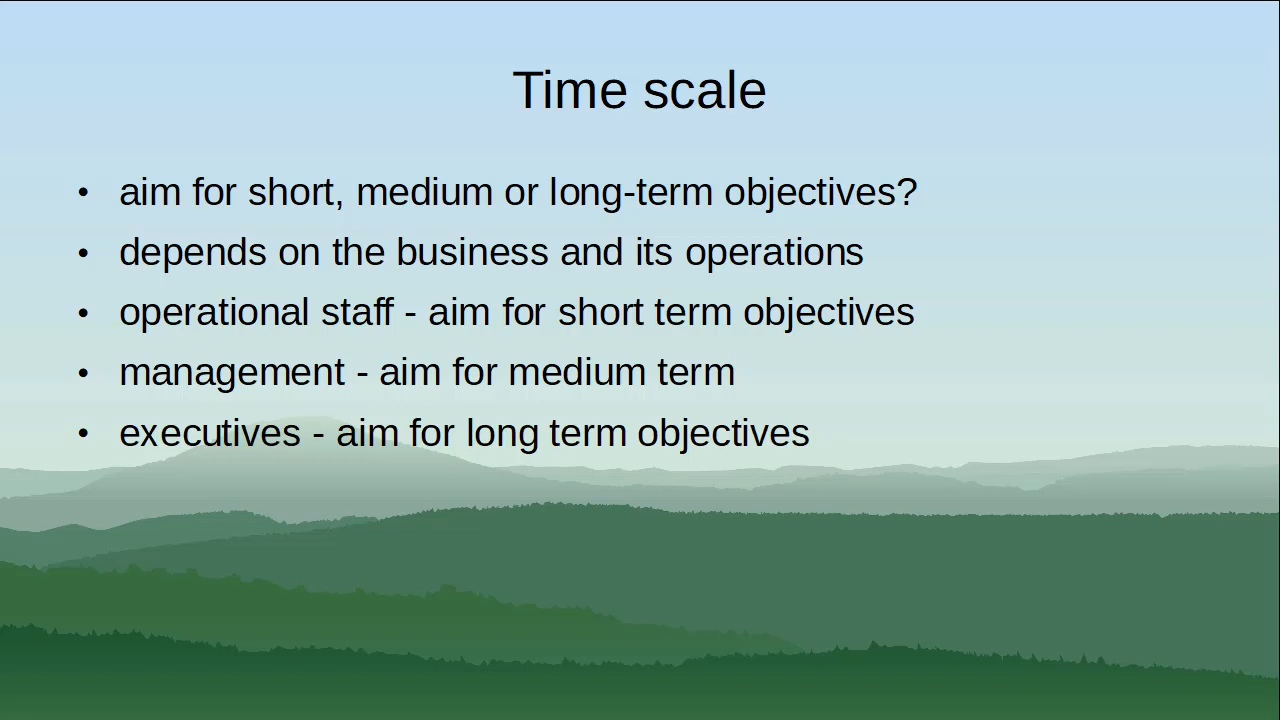 Time scale
• aim for short, medium or long-term objectives?
• depends on the business and its operations
• operational staff - aim for short term objectives
• management - aim for medium term
• executives - aim for long term objectives